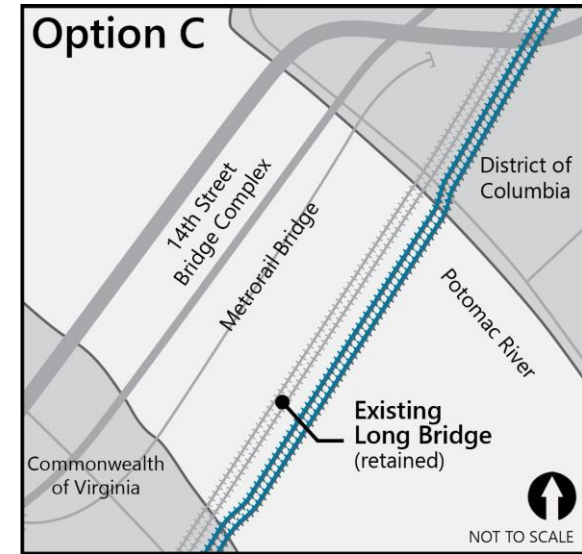 Option C
14th Street
Bridge Complex
Metrorail Bridge
District of
Columbia
Potomac River
Existing
Long Bridge
(retained)
Commonwealth
of Virginia
NOT TO SCALE